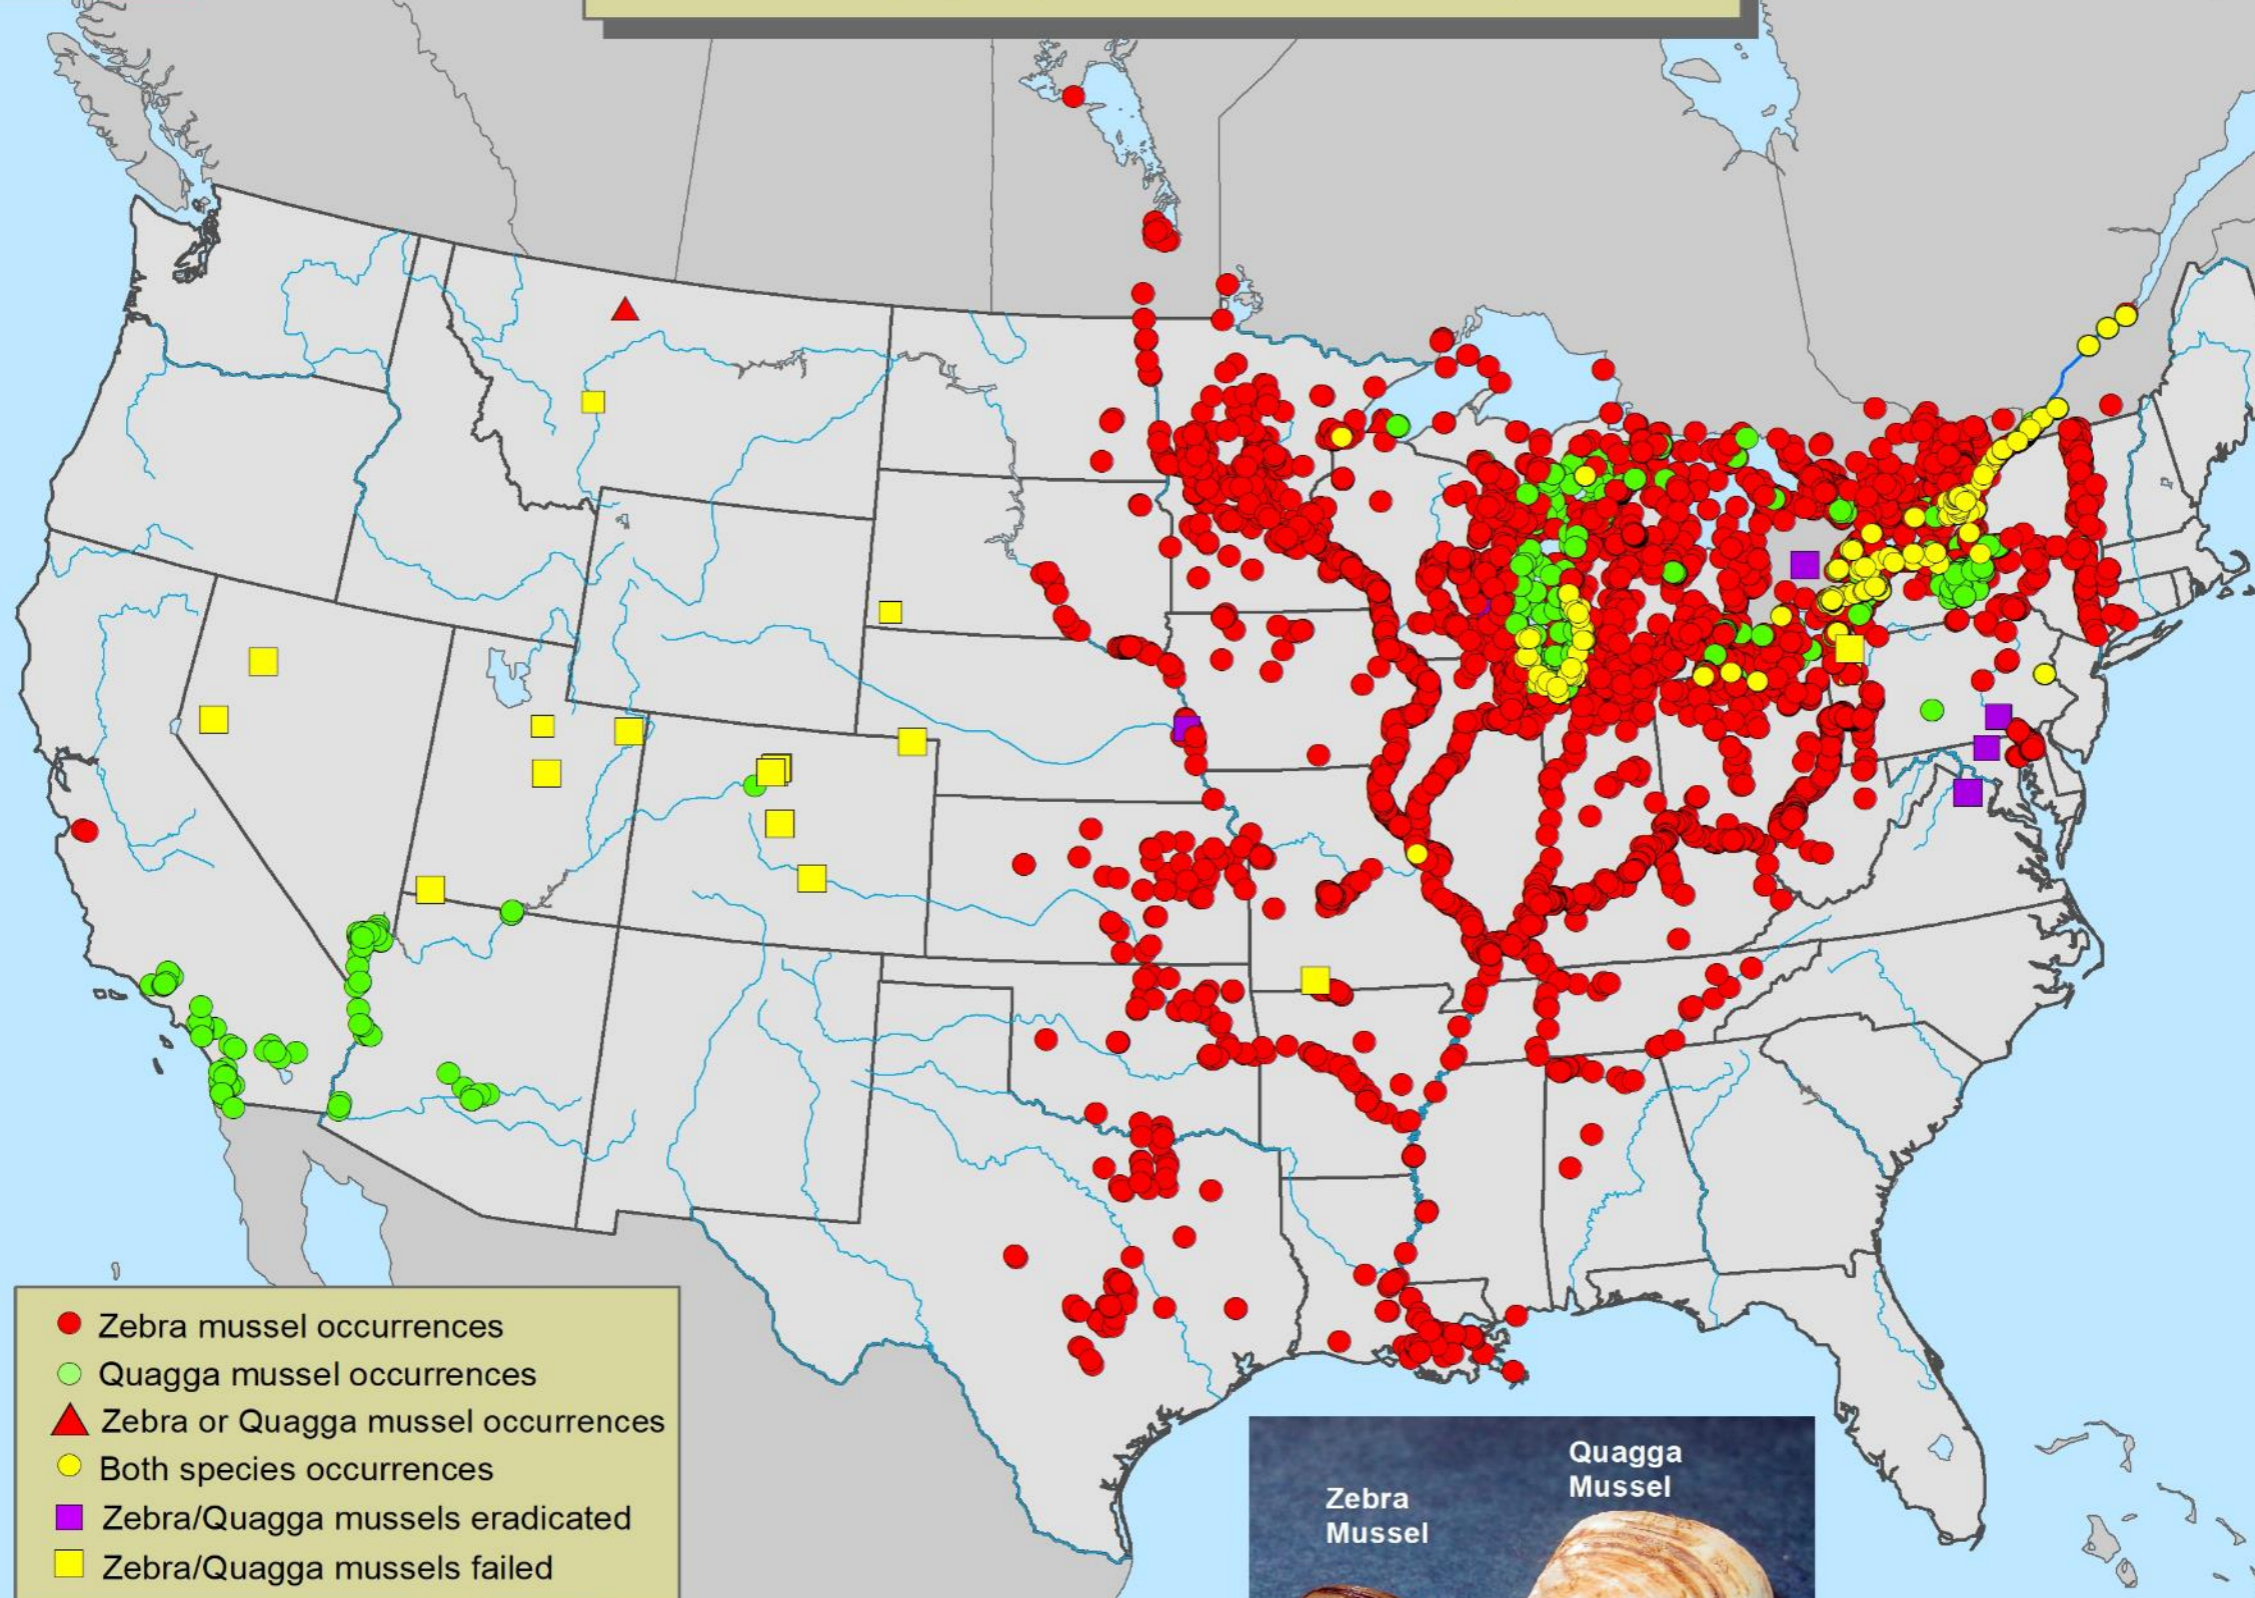 Zebra mussel occurrences
Quagga mussel occurrences
Zebra or Quagga mussel occurrences
Both species occurrences
Zebra/Quagga mussels eradicated
Zebra/Quagga mussels failed
Quagga
Mussel
Zebra
Mussel